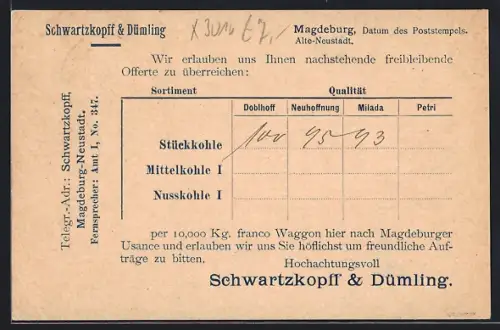 Schwartzkopff & Dümling
Magdeburg, Datum des Poststempels.
Alte-Neustadt.
Wir erlauben uns Ihnen nachstehende freibleibende
Offerte zu überreichen:
Telegr.-Adr.: Schwartzkopff,
Magdeburg-Neustadt.
Fernsprecher: Amt I, No. 347.
Sortiment Qualität
Doblhoff Neuhoffnung Milada Petri
Stückkohle 100 95 93
Mittelkohle I
Nusskohle I
per 10,000 Kg. franco Waggon hier nach Magdeburger
Usance und erlauben wir uns Sie höflichst um freundliche Auf-
träge zu bitten.
Hochachtungsvoll
Schwartzkopff & Dümling.